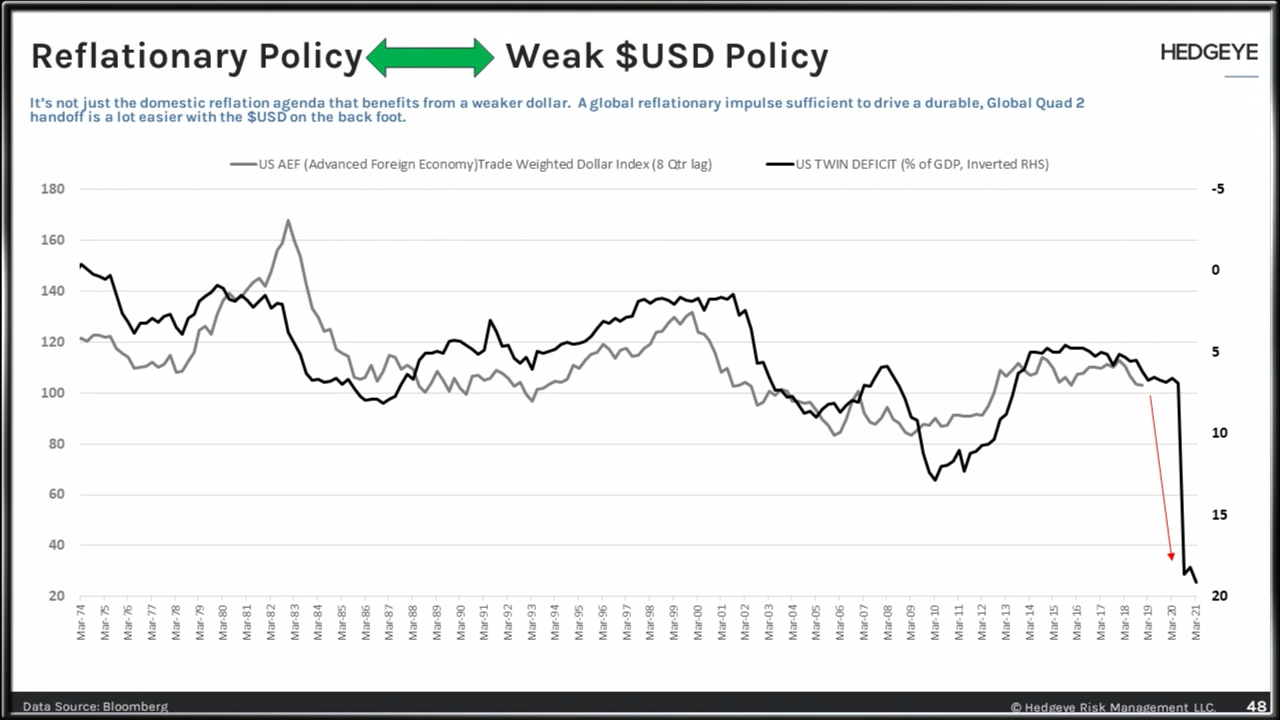 Reflationary Policy Weak $USD Policy
HEDGEYE
It's not just the domestic reflation agenda that benefits from a weaker dollar. A global reflationary impulse sufficient to drive a durable, Global Quad 2
handoff is a lot easier with the $USD on the back foot.
US AEF (Advanced Foreign Economy)Trade Weighted Dollar Index (8 Qtr lag) US TWIN DEFICIT (% of GDP, Inverted RHS)
180
160
140
120
100
80
60
40
20
-5
0
5
10
15
20
Mar-74 Mar-75 Mar-76 Mar-77 Mar-78 Mar-79 Mar-80 Mar-81 Mar-82 Mar-83 Mar-84 Mar-85 Mar-86 Mar-87 Mar-88 Mar-89 Mar-90 Mar-91 Mar-92 Mar-93 Mar-94 Mar-95 Mar-96 Mar-97 Mar-98 Mar-99 Mar-00 Mar-01 Mar-02 Mar-03 Mar-04 Mar-05 Mar-06 Mar-07 Mar-08 Mar-09 Mar-10 Mar-11 Mar-12 Mar-13 Mar-14 Mar-15 Mar-16 Mar-17 Mar-18 Mar-19 Mar-20 Mar-21
Data Source: Bloomberg
© Hedgeye Risk Management LLC. 48